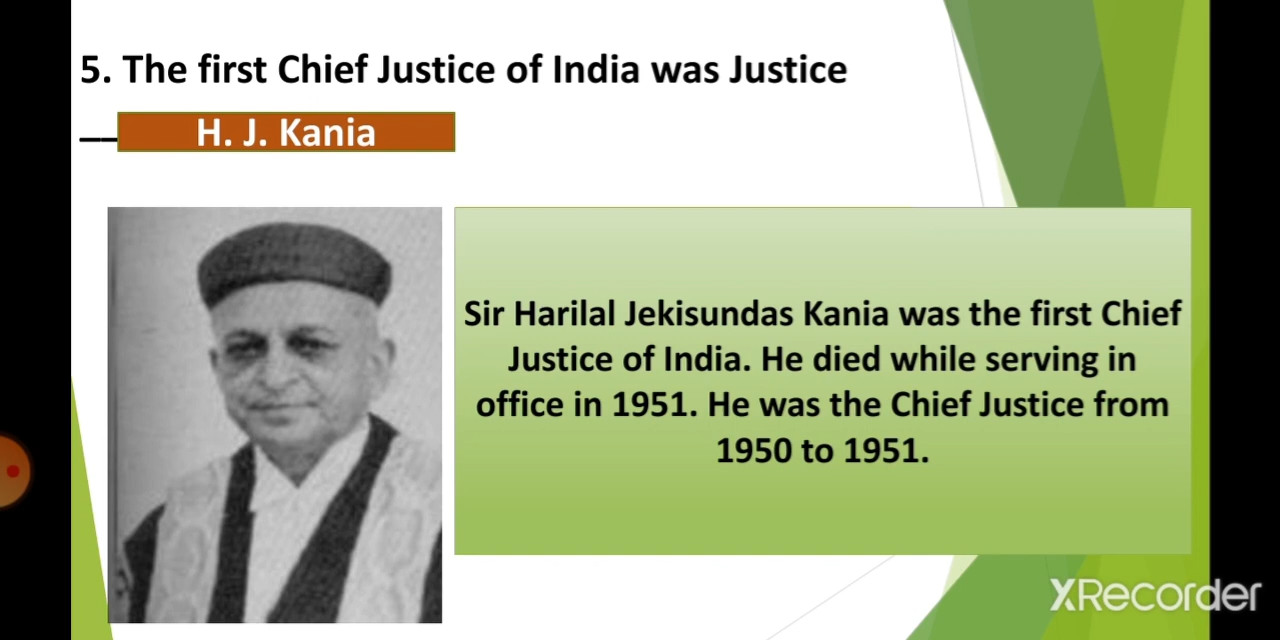 5. The first Chief Justice of India was Justice
__ H. J. Kania
Sir Harilal Jekisundas Kania was the first Chief
Justice of India. He died while serving in
office in 1951. He was the Chief Justice from
1950 to 1951.
XRecorder